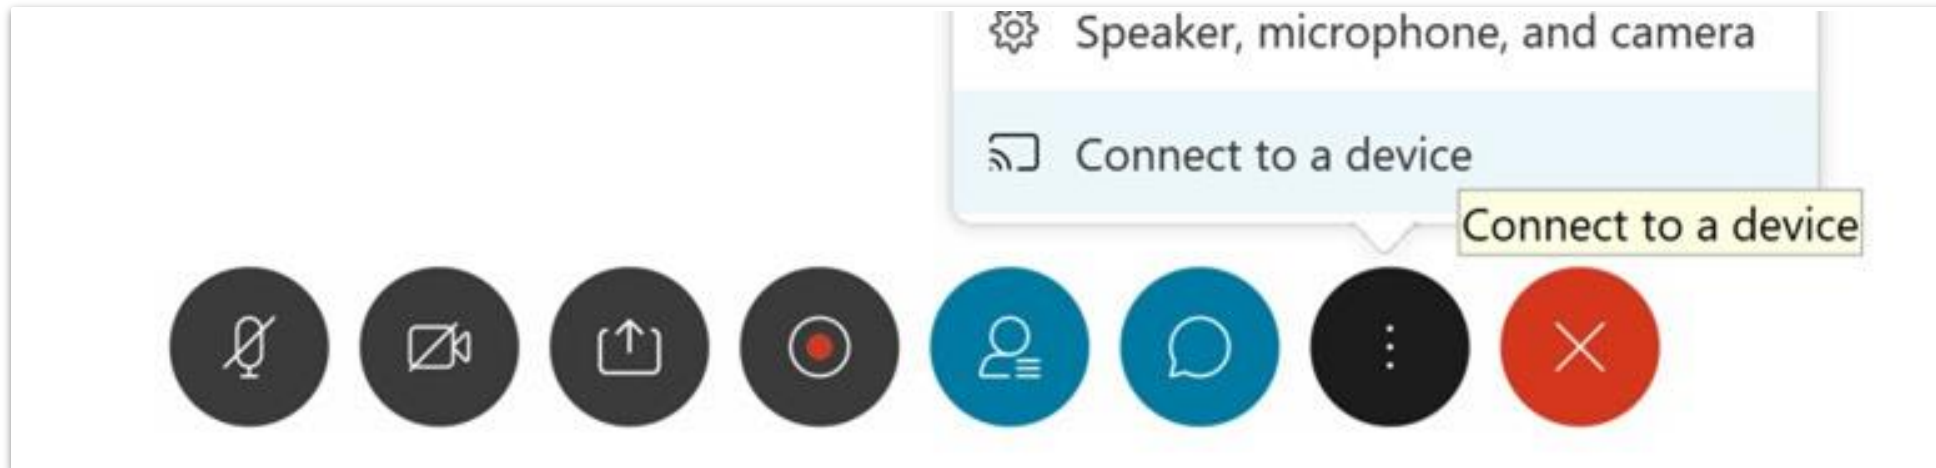 Speaker, microphone, and camera
Connect to a device
Connect to a device